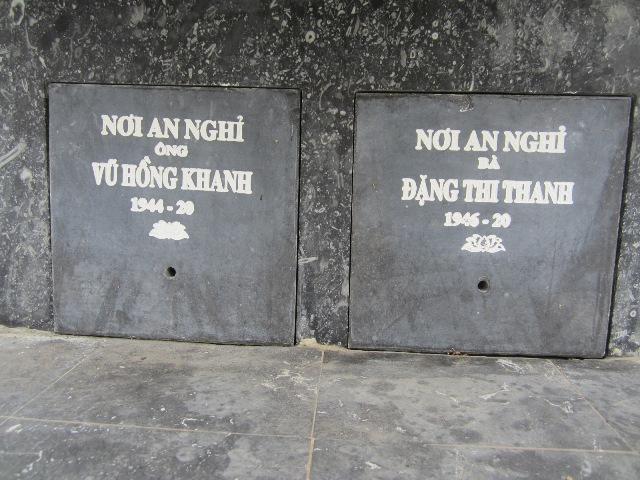 NƠI AN NGHỈ
ÔNG
VŨ HỒNG KHANH
1944 - 20
NƠI AN NGHỈ
BÀ
ĐẶNG THI THANH
1946 - 20